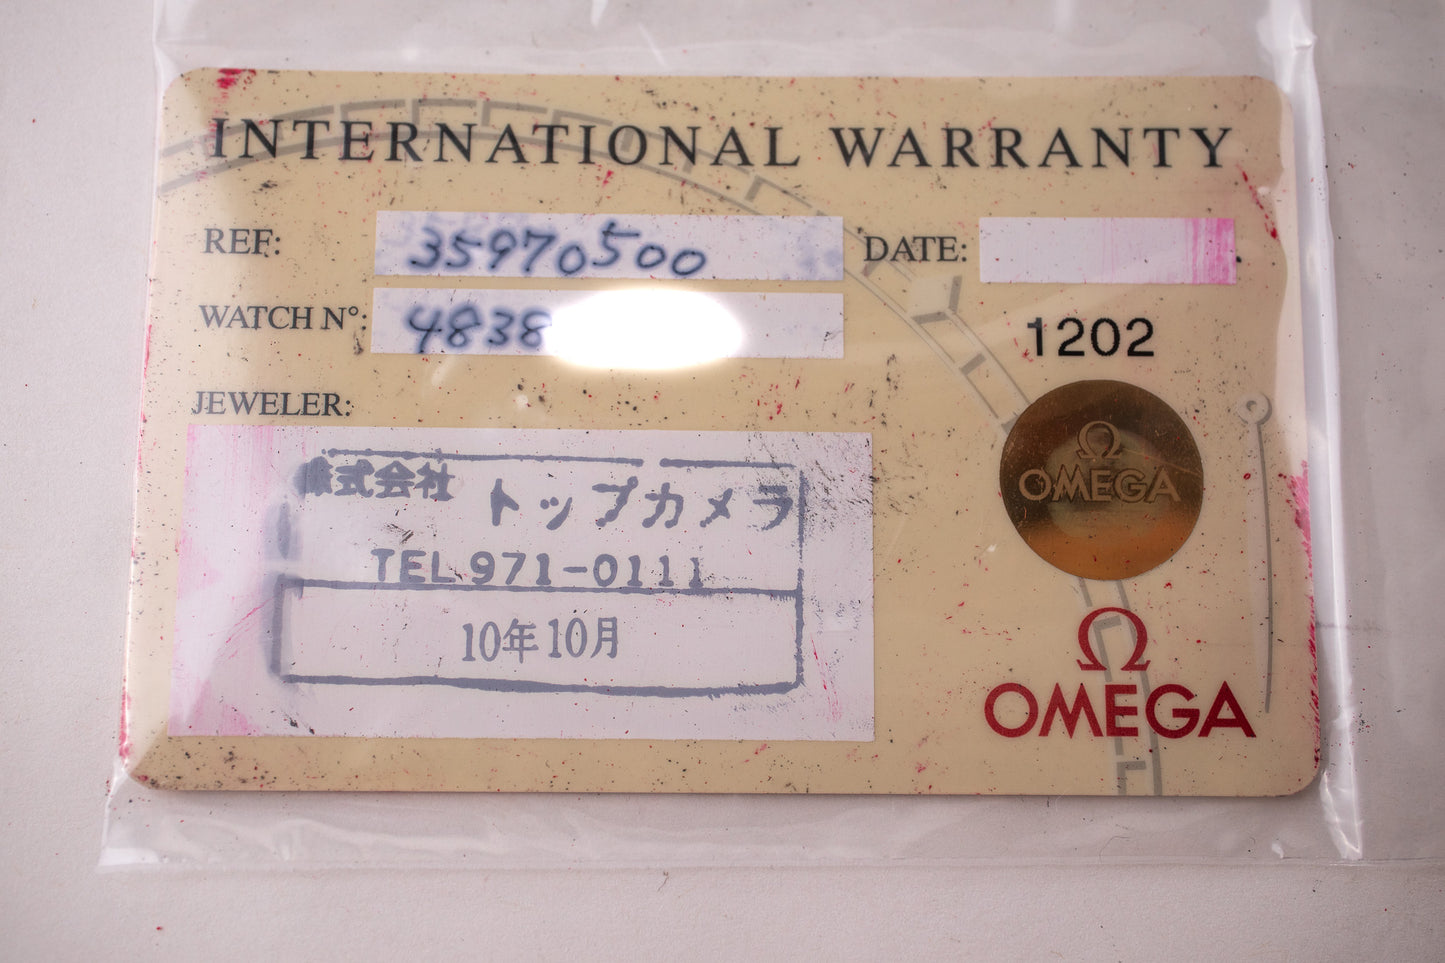 INTERNATIONAL WARRANTY
REF: 35970500
DATE:
WATCH N°: 4838
1202
JEWELER:
Ω
OMEGA
株式会社 トップカメラ
TEL 971-0111
10年10月
Ω
OMEGA